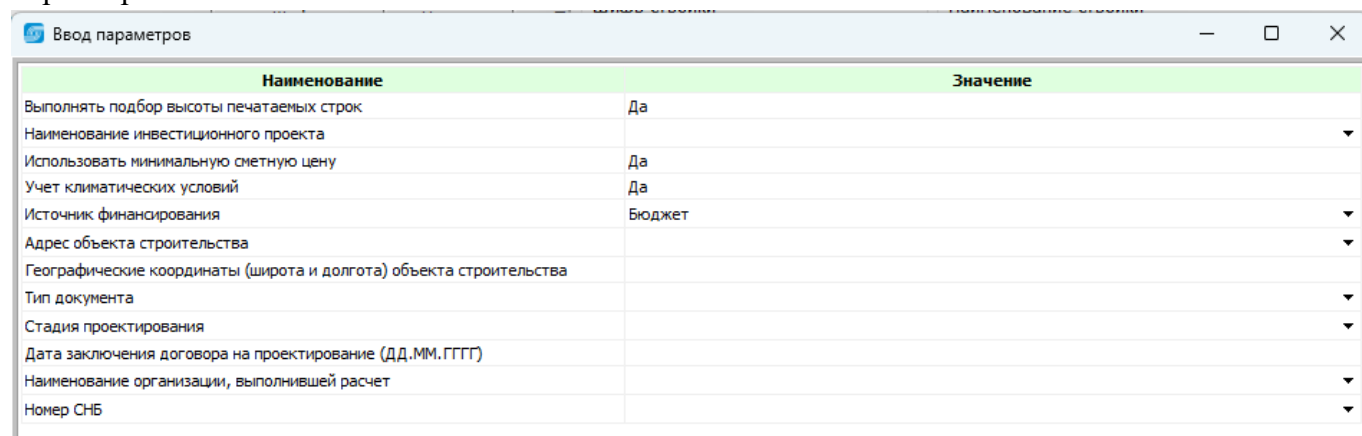 Ввод параметров
Наименование Значение
Выполнять подбор высоты печатаемых строк Да
Наименование инвестиционного проекта
Использовать минимальную сметную цену Да
Учет климатических условий Да
Источник финансирования Бюджет
Адрес объекта строительства
Географические координаты (широта и долгота) объекта строительства
Тип документа
Стадия проектирования
Дата заключения договора на проектирование (ДД.ММ.ГГГГ)
Наименование организации, выполнившей расчет
Номер СНБ